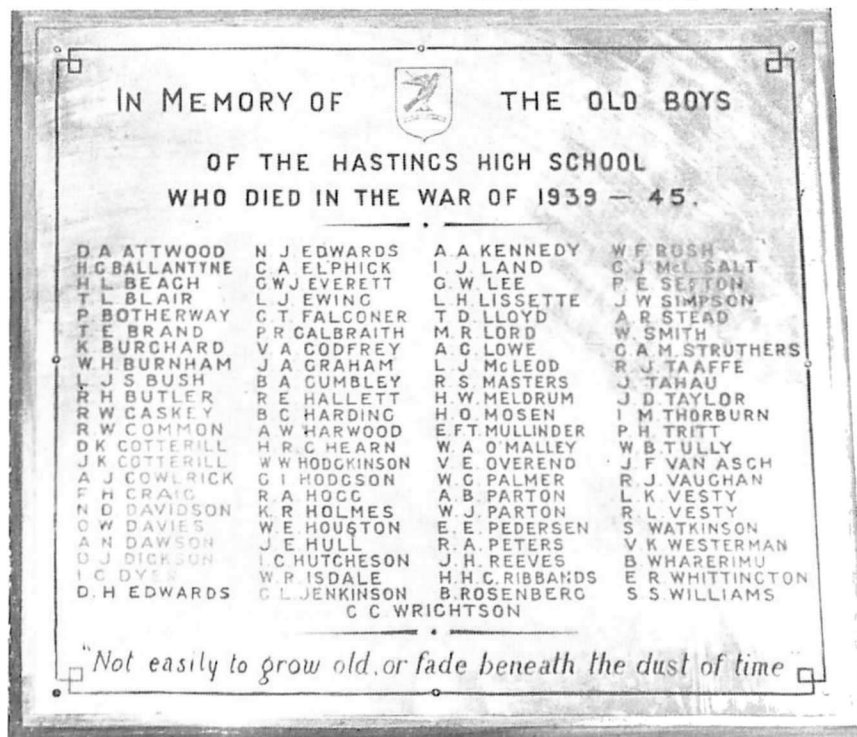 IN MEMORY OF THE OLD BOYS
OF THE HASTINGS HIGH SCHOOL
WHO DIED IN THE WAR OF 1939 — 45.
D. A. ATTWOOD
H. G. BALLANTYNE
H. L. BEACH
T. L. BLAIR
P. BOTHERWAY
T. E. BRAND
K. BURCHARD
W. H. BURNHAM
L. J. S. BUSH
R. H. BUTLER
R. W. CASKEY
R. W. COMMON
D. K. COTTERILL
J. K. COTTERILL
A. J. COWLRICK
F. H. CRAIG
N. D. DAVIDSON
O. W. DAVIES
A. N. DAWSON
D. J. DICKSON
I. C. DYER
D. H. EDWARDS
N. J. EDWARDS
C. A. ELPHICK
G. W. J. EVERETT
L. J. EWING
G. T. FALCONER
P. R. GALBRAITH
V. A. GODFREY
J. A. GRAHAM
B. A. GUMBLEY
R. E. HALLETT
B. C. HARDING
A. W. HARWOOD
H. R. C. HEARN
W. W. HODGKINSON
G. I. HODGSON
R. A. HOGG
K. R. HOLMES
W. E. HOUSTON
J. E. HULL
I. C. HUTCHESON
W. R. ISDALE
C. L. JENKINSON
A. A. KENNEDY
I. J. LAND
G. W. LEE
L. H. LISSETTE
T. D. LLOYD
M. R. LORD
A. G. LOWE
L. J. McLEOD
R. S. MASTERS
H. W. MELDRUM
H. O. MOSEN
E. F. T. MULLINDER
W. A. O'MALLEY
V. E. OVEREND
W. G. PALMER
A. B. PARTON
W. J. PARTON
E. E. PEDERSEN
R. A. PETERS
J. H. REEVES
H. H. C. RIBBANDS
B. ROSENBERG
W. F. ROSH
C. J. McL. SALT
P. E. SEFTON
J. W. SIMPSON
A. R. STEAD
W. SMITH
G. A. M. STRUTHERS
R. J. TAAFFE
J. TAHAU
J. D. TAYLOR
I. M. THORBURN
P. H. TRITT
W. B. TULLY
J. F. VAN ASCH
R. J. VAUGHAN
L. K. VESTY
R. L. VESTY
S. WATKINSON
V. K. WESTERMAN
B. WHARERIMU
E. R. WHITTINGTON
S. S. WILLIAMS
C. C. WRIGHTSON
"Not easily to grow old, or fade beneath the dust of time"